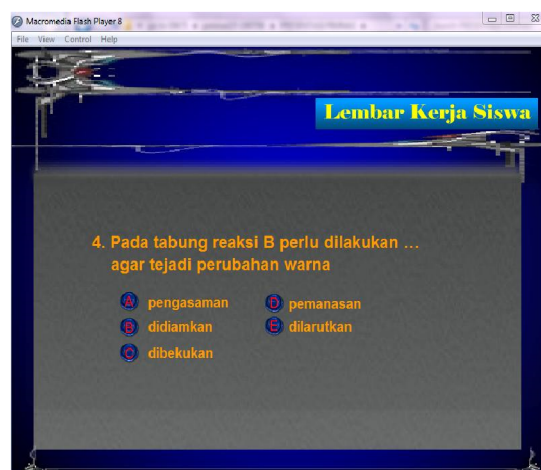 Macromedia Flash Player 8
File View Control Help
Lembar Kerja Siswa
4. Pada tabung reaksi B perlu dilakukan ...
agar tejadi perubahan warna
A pengasaman
D pemanasan
B didiamkan
E dilarutkan
C dibekukan